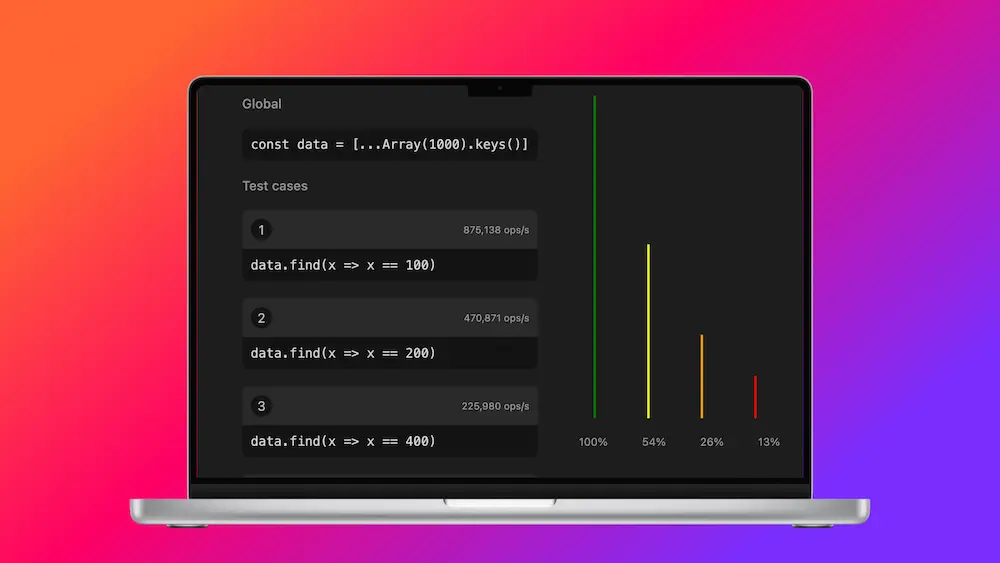 Global
const data = [...Array(1000).keys()]
Test cases
1
875,138 ops/s
data.find(x => x == 100)
2
470,871 ops/s
data.find(x => x == 200)
3
225,980 ops/s
data.find(x => x == 400)
100%
54%
26%
13%